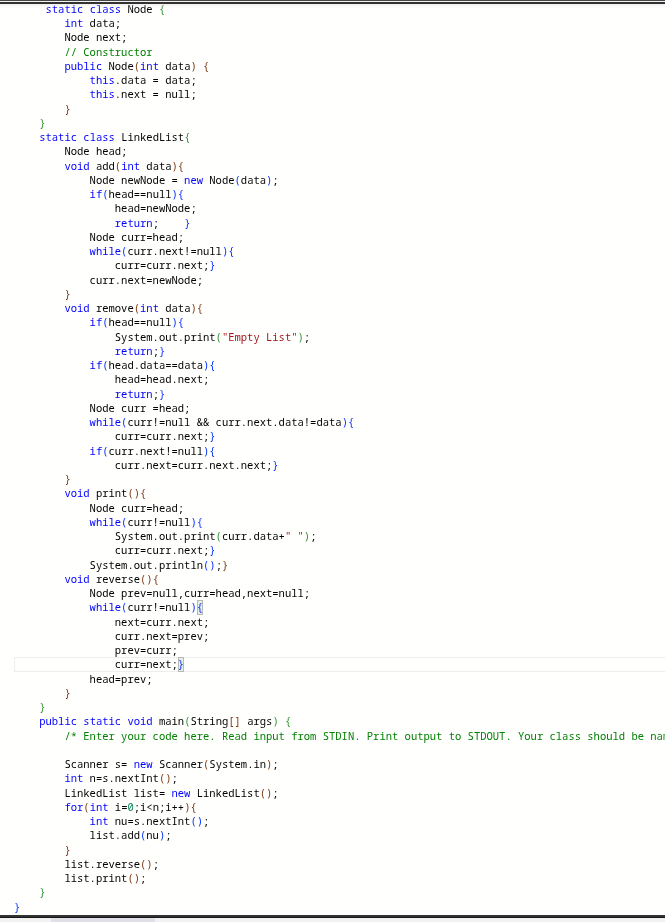 static class Node {
int data;
Node next;
// Constructor
public Node(int data) {
this.data = data;
this.next = null;
}
}
static class LinkedList{
Node head;
void add(int data){
Node newNode = new Node(data);
if(head==null){
head=newNode;
return;    }
Node curr=head;
while(curr.next!=null){
curr=curr.next;}
curr.next=newNode;
}
void remove(int data){
if(head==null){
System.out.print("Empty List");
return;}
if(head.data==data){
head=head.next;
return;}
Node curr =head;
while(curr!=null && curr.next.data!=data){
curr=curr.next;}
if(curr.next!=null){
curr.next=curr.next.next;}
}
void print(){
Node curr=head;
while(curr!=null){
System.out.print(curr.data+" ");
curr=curr.next;}
System.out.println();}
void reverse(){
Node prev=null,curr=head,next=null;
while(curr!=null){
next=curr.next;
curr.next=prev;
prev=curr;
curr=next;}
head=prev;
}
}
public static void main(String[] args) {
/* Enter your code here. Read input from STDIN. Print output to STDOUT. Your class should be
Scanner s= new Scanner(System.in);
int n=s.nextInt();
LinkedList list= new LinkedList();
for(int i=0;i<n;i++){
int nu=s.nextInt();
list.add(nu);
}
list.reverse();
list.print();
}
}